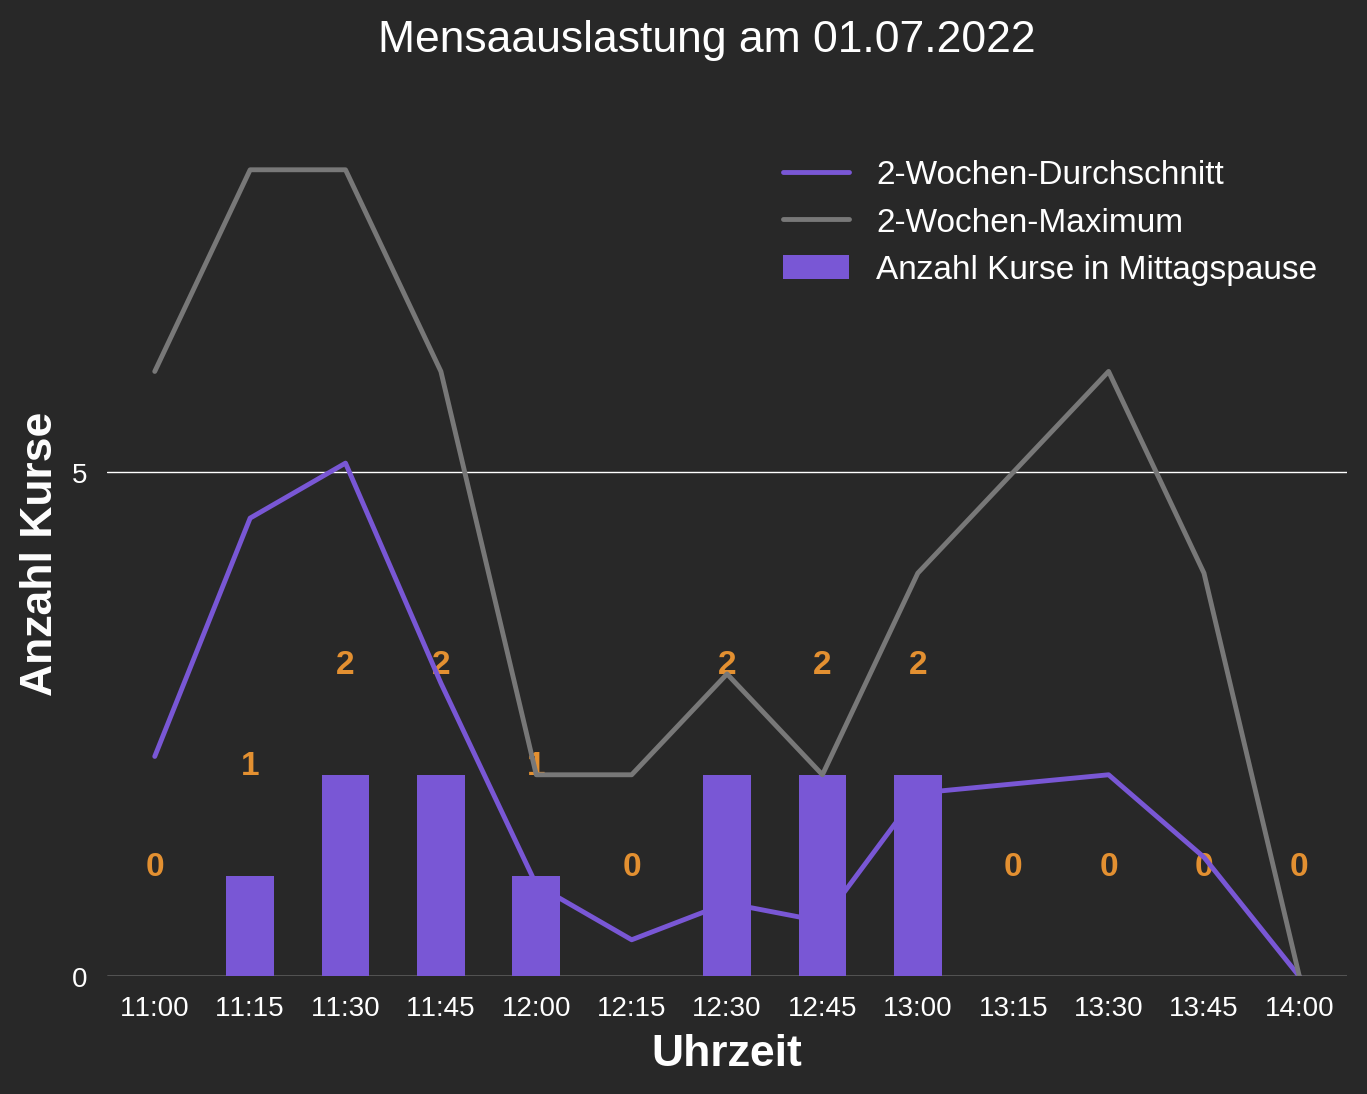 Mensaauslastung am 01.07.2022
2-Wochen-Durchschnitt
2-Wochen-Maximum
Anzahl Kurse in Mittagspause
Anzahl Kurse
5
0
2 2 2 2 2
1 1
0 0 0 0 0 0
11:00 11:15 11:30 11:45 12:00 12:15 12:30 12:45 13:00 13:15 13:30 13:45 14:00
Uhrzeit